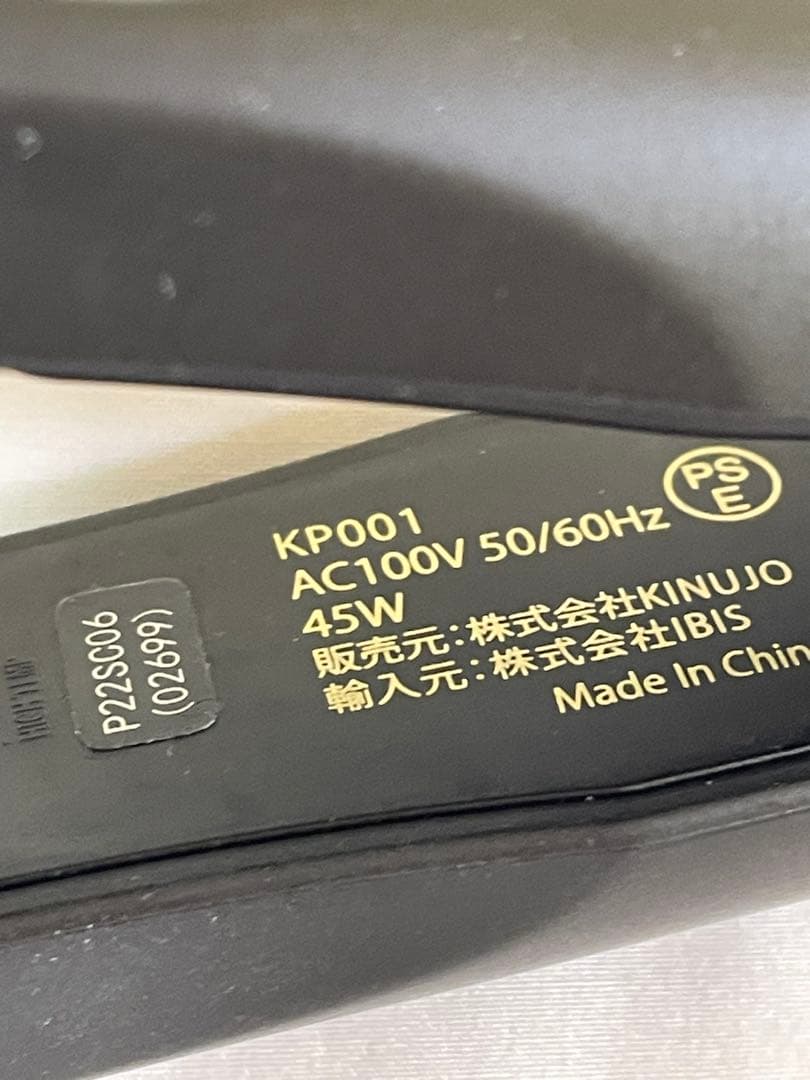 KP001
AC100V 50/60Hz
PS
E
45W
販売元:株式会社KINUJO
輸入元:株式会社IBIS
Made In Chin
P22SC06
(02699)